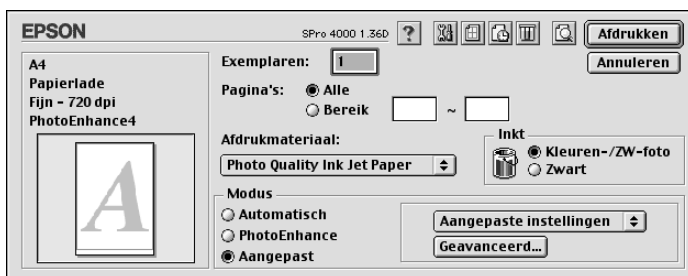 EPSON
SPro 4000 1.36D
?
Afdrukken
Annuleren
A4
Papierlade
Fijn - 720 dpi
PhotoEnhance4
A
Exemplaren: 1
Pagina's: Alle
Bereik ~
Afdrukmateriaal:
Photo Quality Ink Jet Paper
Inkt
Kleuren-/ZW-foto
Zwart
Modus
Automatisch
PhotoEnhance
Aangepast
Aangepaste instellingen
Geavanceerd...